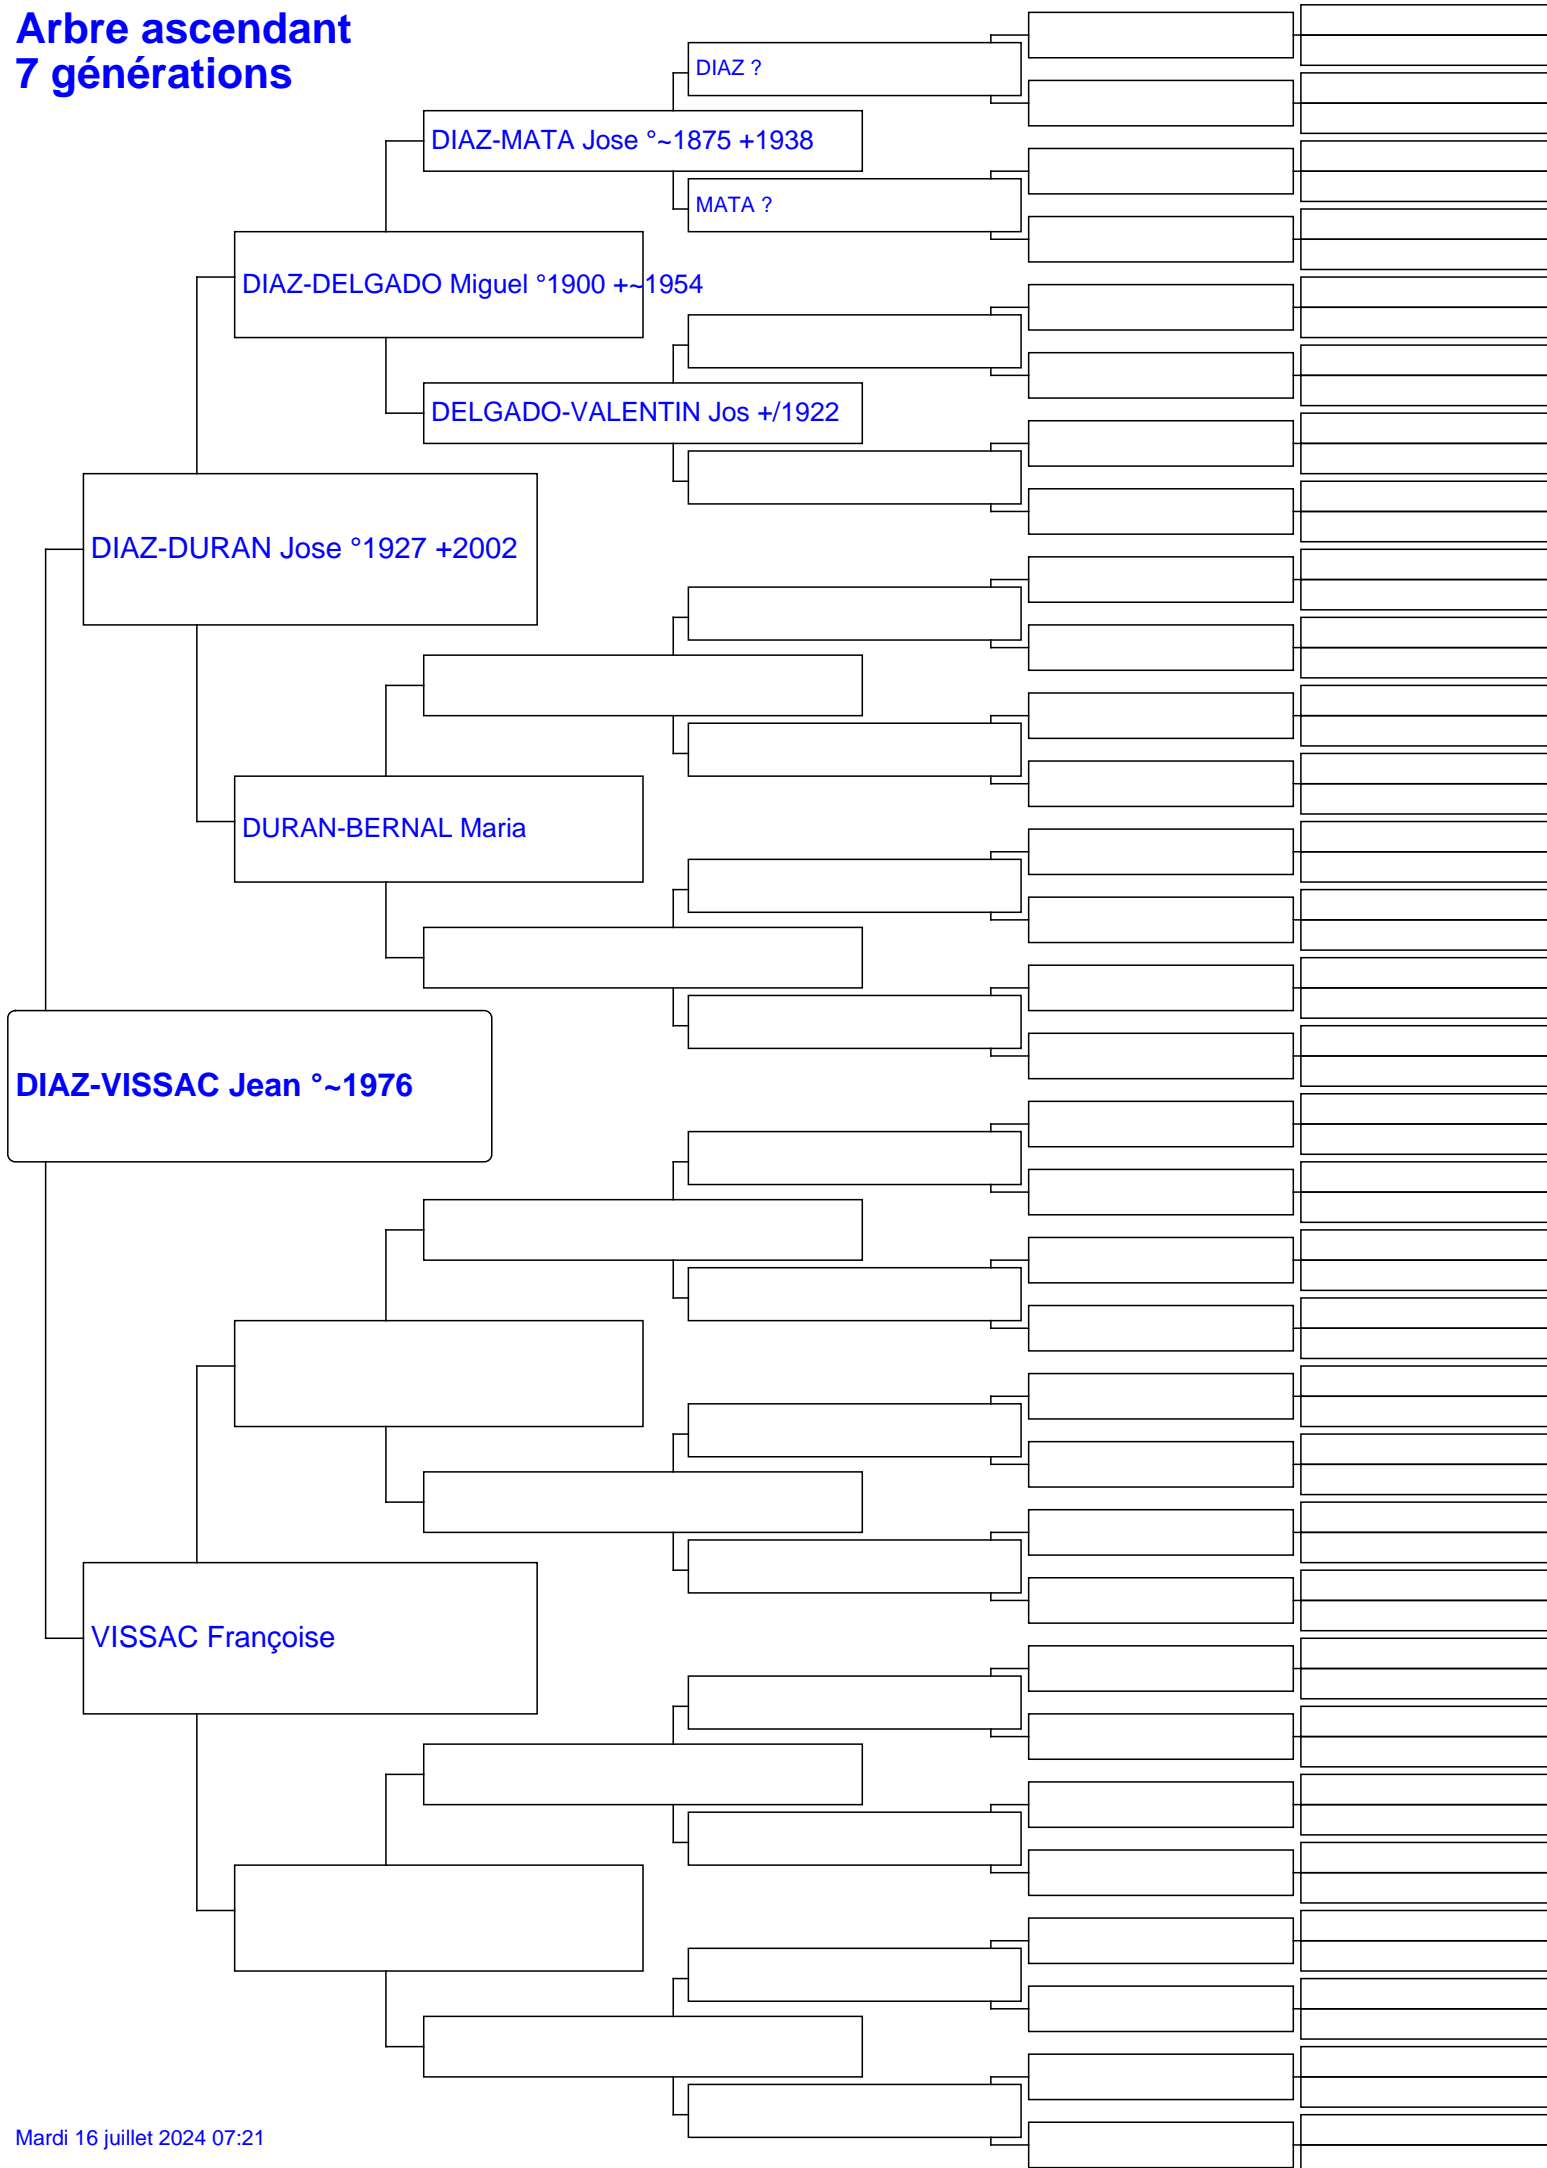 Arbre ascendant
7 générations
DIAZ ?
DIAZ-MATA Jose °~1875 +1938
MATA ?
DIAZ-DELGADO Miguel °1900 +~1954
DELGADO-VALENTIN Jos +/1922
DIAZ-DURAN Jose °1927 +2002
DURAN-BERNAL Maria
DIAZ-VISSAC Jean °~1976
VISSAC Françoise
Mardi 16 juillet 2024 07:21